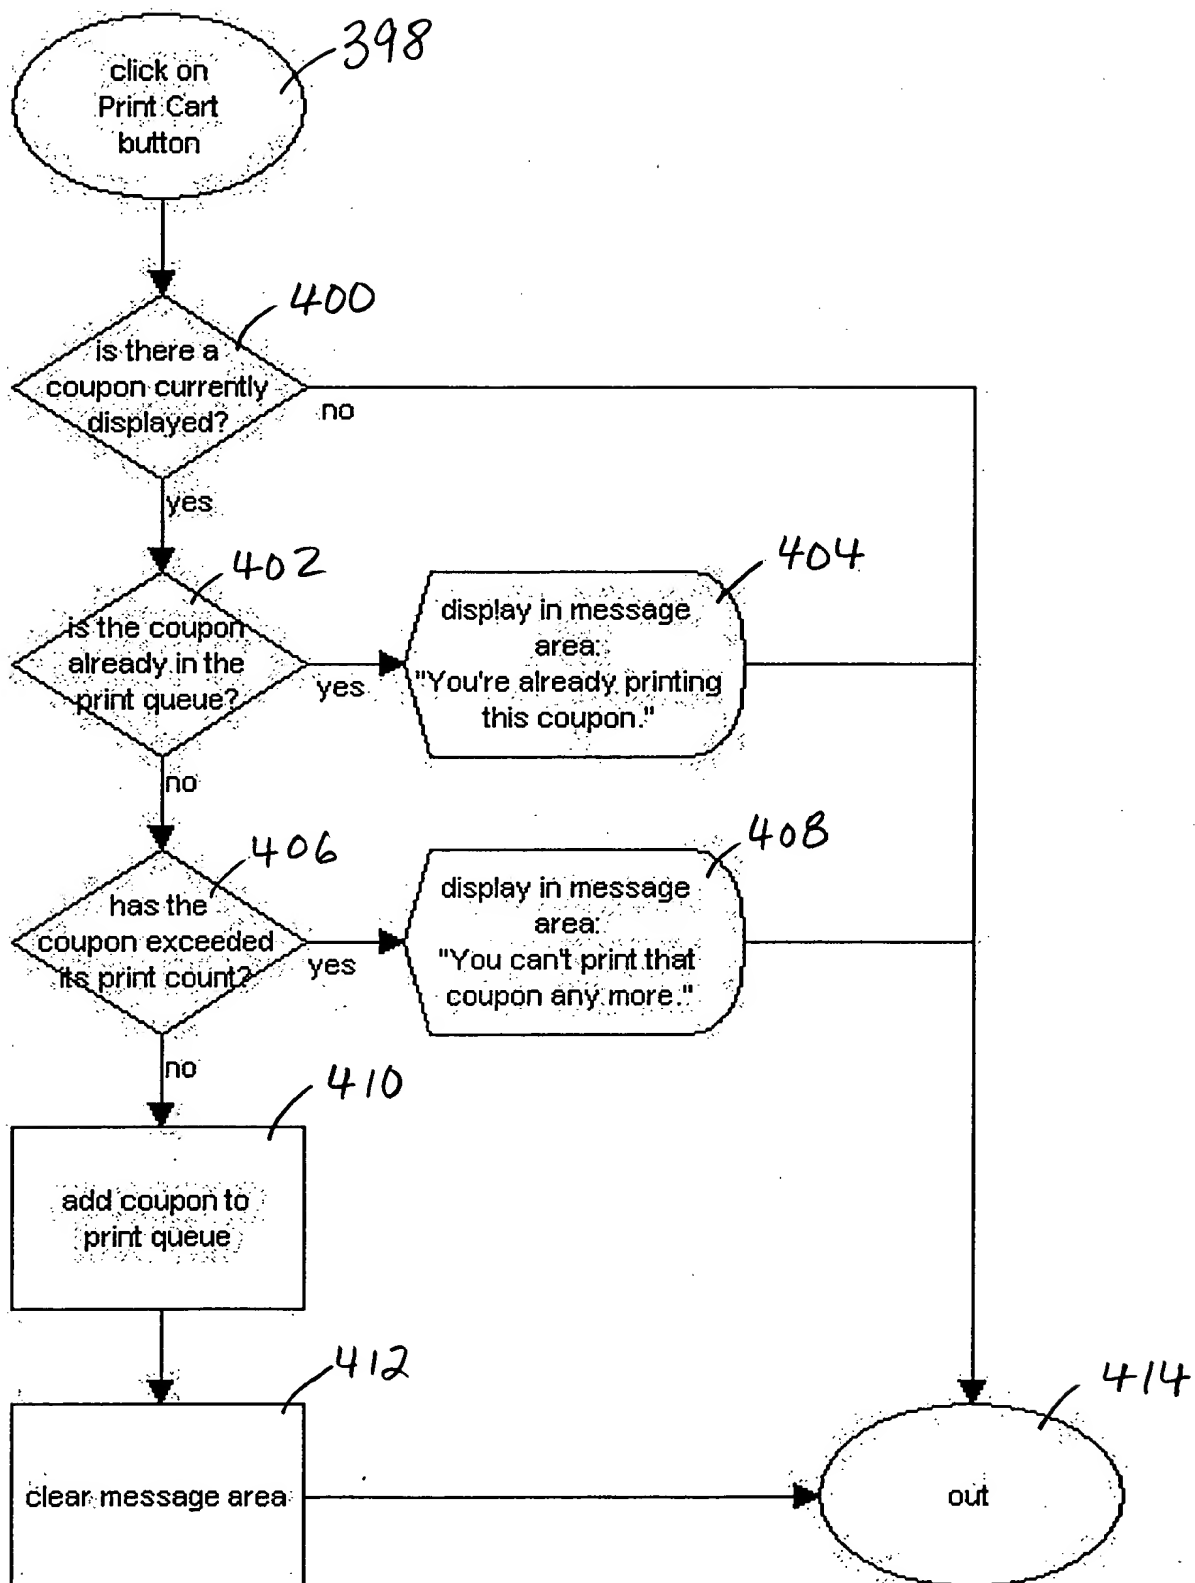 398
click on
Print Cart
button
400
is there a
coupon currently
displayed?
no
yes
402
is the coupon
already in the
print queue?
yes
404
display in message
area:
"You're already printing
this coupon."
no
406
has the
coupon exceeded
its print count?
yes
408
display in message
area:
"You can't print that
coupon any more."
no
410
add coupon to
print queue
412
clear message area
414
out